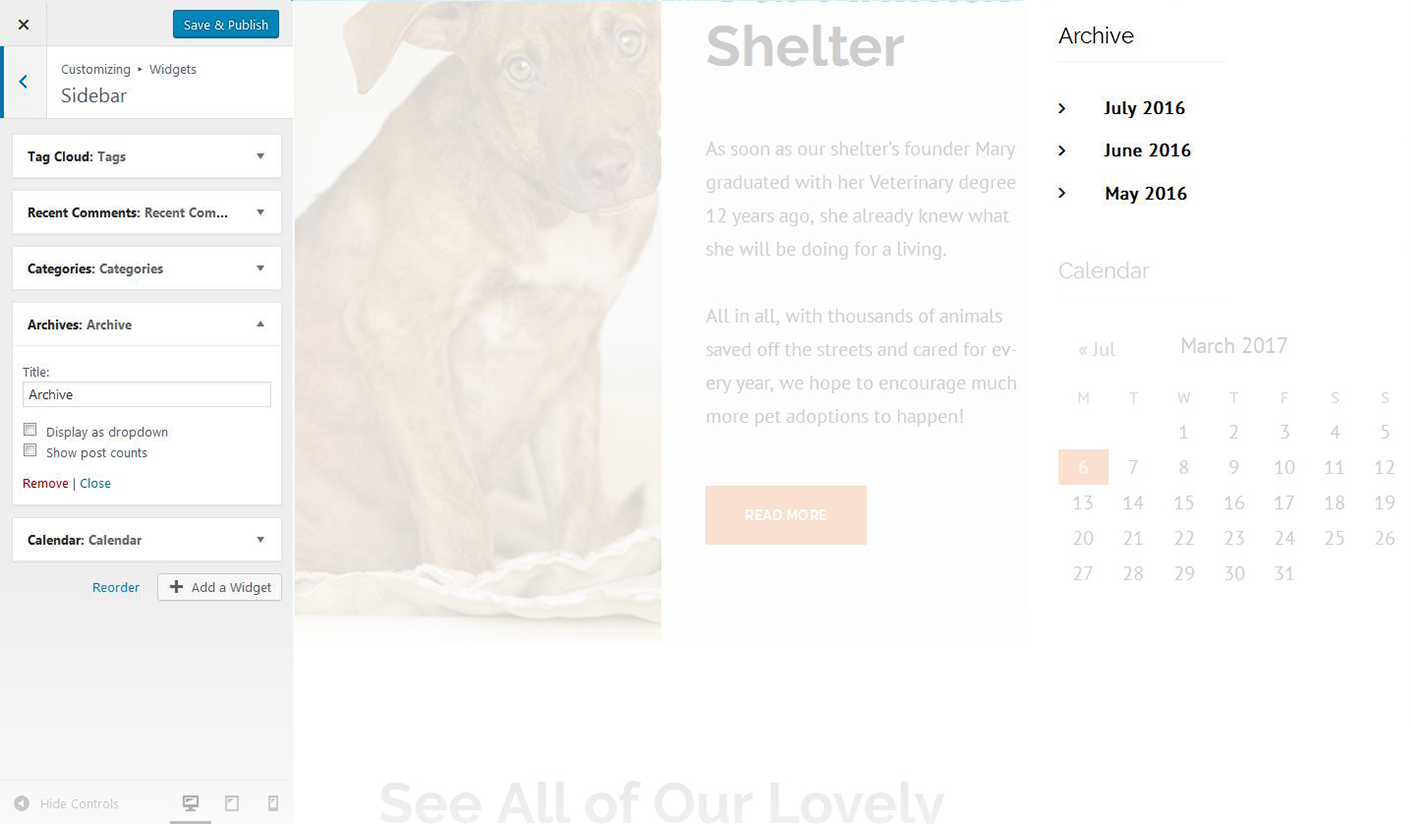 Save & Publish
Customizing ▸ Widgets
Sidebar
Tag Cloud: Tags
Recent Comments: Recent Com...
Categories: Categories
Archives: Archive
Title:
Archive
Display as dropdown
Show post counts
Remove | Close
Calendar: Calendar
Reorder
Add a Widget
Hide Controls
Shelter
As soon as our shelter’s founder Mary
graduated with her Veterinary degree
12 years ago, she already knew what
she will be doing for a living.
All in all, with thousands of animals
saved off the streets and cared for ev-
ery year, we hope to encourage much
more pet adoptions to happen!
READ MORE
See All of Our Lovely
Archive
July 2016
June 2016
May 2016
Calendar
« Jul March 2017
M T W T F S S
1 2 3 4 5
6 7 8 9 10 11 12
13 14 15 16 17 18 19
20 21 22 23 24 25 26
27 28 29 30 31